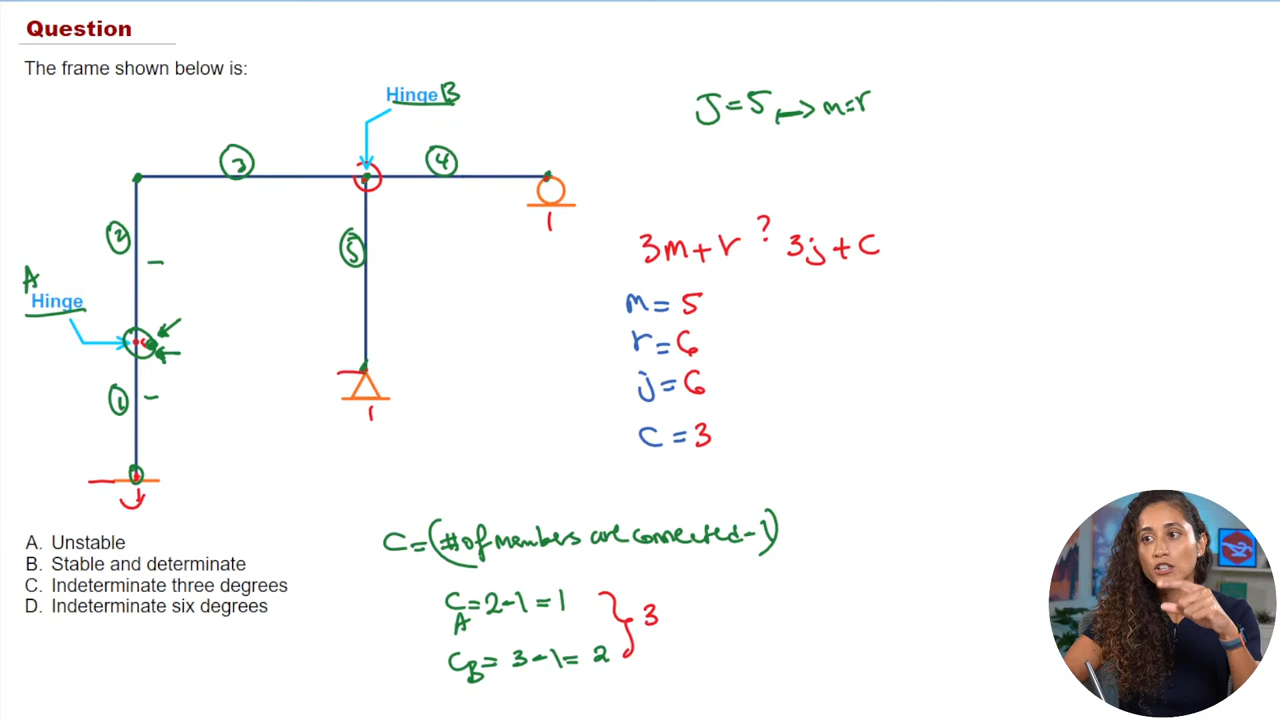 Question
The frame shown below is:
Hinge B
J=5 → m=r
3
4
2
5
1
3m+r ? 3j+C
A
Hinge
m=5
r=6
j=6
C=3
1
1
C=(# of members are connected-1)
A. Unstable
B. Stable and determinate
C. Indeterminate three degrees
D. Indeterminate six degrees
C_A=2-1=1
C_B=3-1=2
3